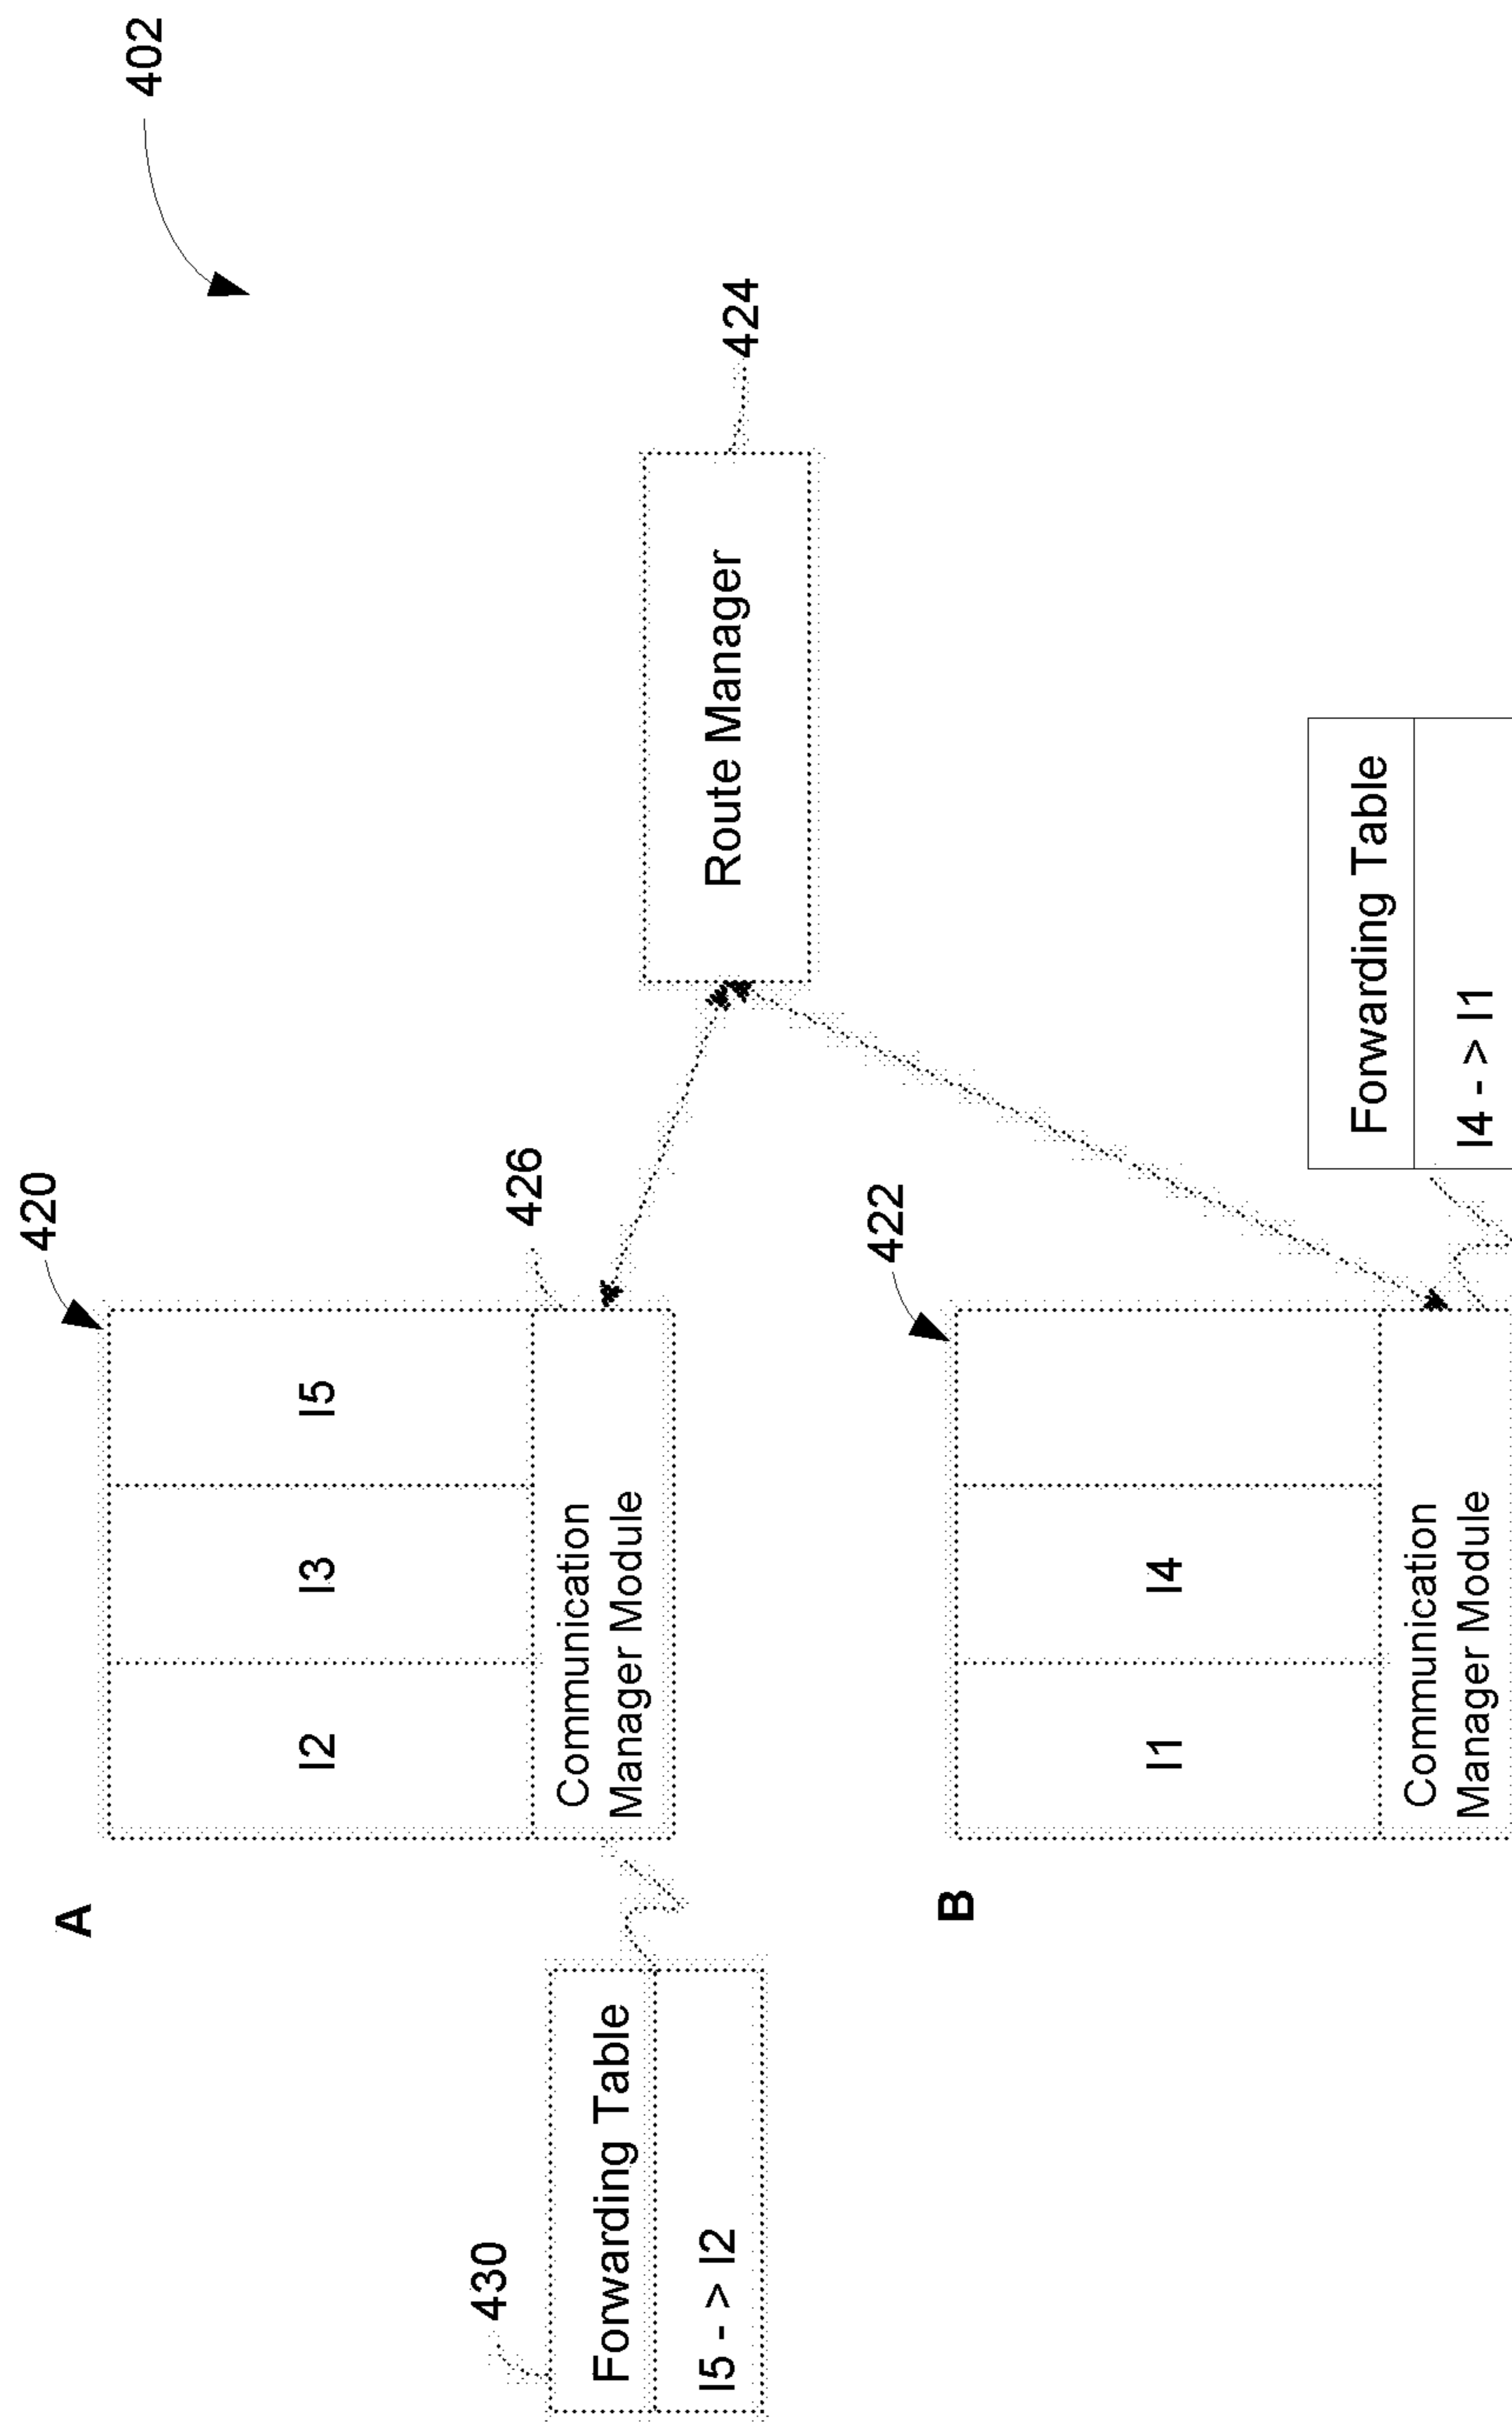 402
420
A
I2
I3
I5
Communication
Manager Module
426
430
Forwarding Table
I5 - > I2
Route Manager
424
422
B
I1
I4
Communication
Manager Module
Forwarding Table
I4 - > I1